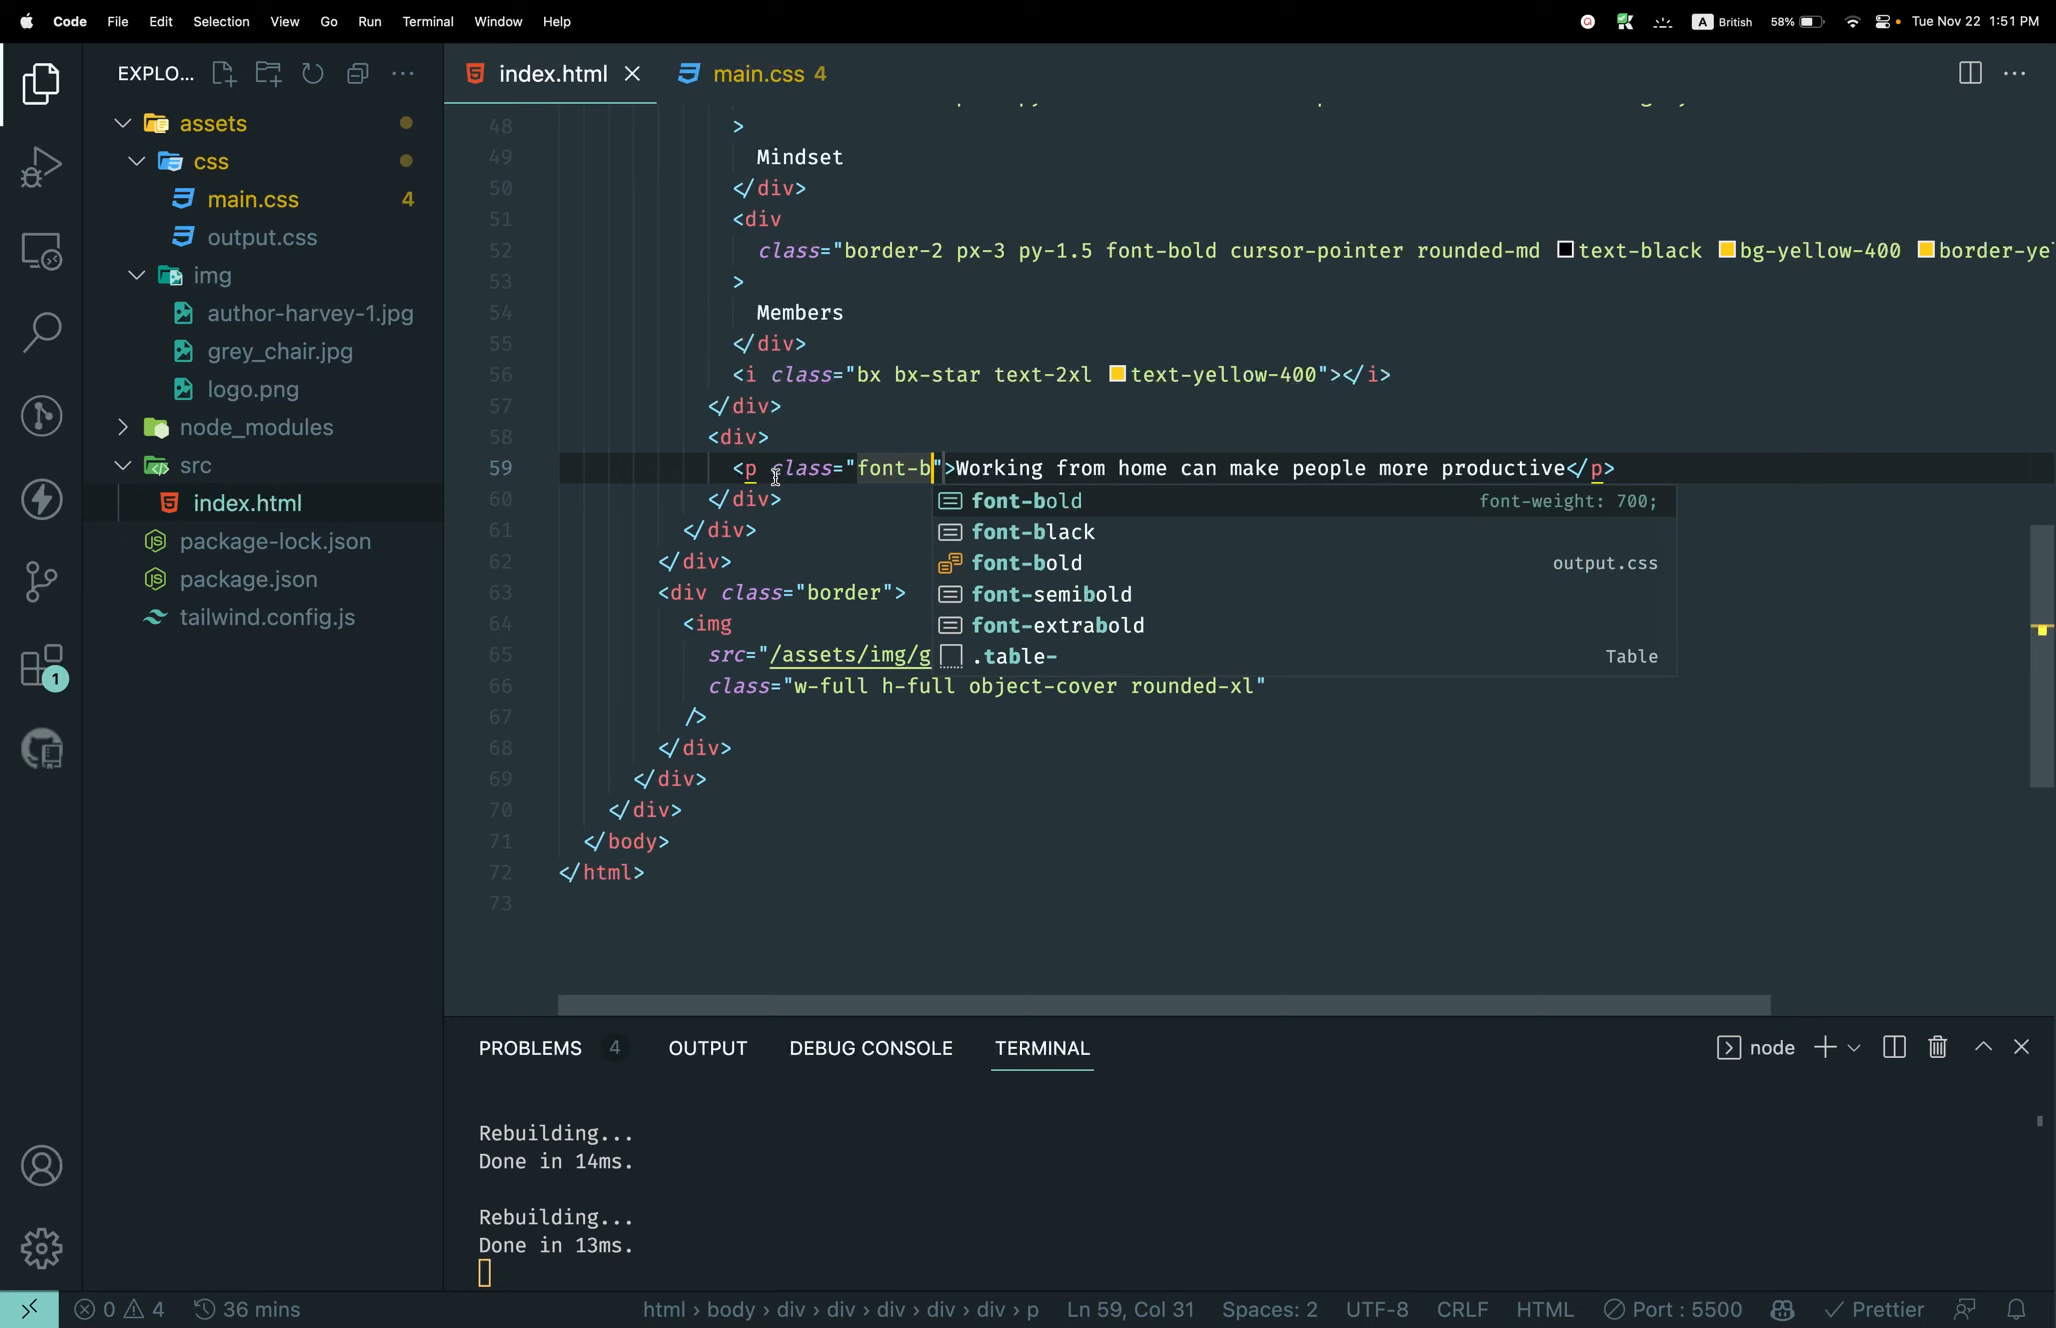 Code File Edit Selection View Go Run Terminal Window Help A British 58% Tue Nov 22 1:51 PM
EXPLO... ···
assets
css
main.css 4
output.css
img
author-harvey-1.jpg
grey_chair.jpg
logo.png
node_modules
src
index.html
package-lock.json
package.json
tailwind.config.js
1
index.html main.css 4
48 >
49 Mindset
50 </div>
51 <div
52 class="border-2 px-3 py-1.5 font-bold cursor-pointer rounded-md text-black bg-yellow-400 border-ye
53 >
54 Members
55 </div>
56 <i class="bx bx-star text-2xl text-yellow-400"></i>
57 </div>
58 <div>
59 <p class="font-b">Working from home can make people more productive</p>
60 </div>
font-bold font-weight: 700;
61 </div>
font-black
62 </div>
font-bold output.css
63 <div class="border">
font-semibold
64 <img
font-extrabold
65 src="/assets/img/g
.table- Table
66 class="w-full h-full object-cover rounded-xl"
67 />
68 </div>
69 </div>
70 </div>
71 </body>
72 </html>
73
PROBLEMS 4 OUTPUT DEBUG CONSOLE TERMINAL node
Rebuilding...
Done in 14ms.
Rebuilding...
Done in 13ms.
0 4 36 mins html › body › div › div › div › div › div › p Ln 59, Col 31 Spaces: 2 UTF-8 CRLF HTML Port : 5500 Prettier